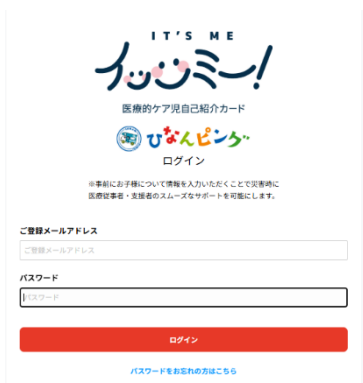 IT'S ME
イッツミー!
医療的ケア児自己紹介カード
ひなんピング
ログイン
※事前にお子様について情報を入力いただくことで災害時に
医療従事者・支援者のスムーズなサポートを可能にします。
ご登録メールアドレス
ご登録メールアドレス
パスワード
パスワード
ログイン
パスワードをお忘れの方はこちら